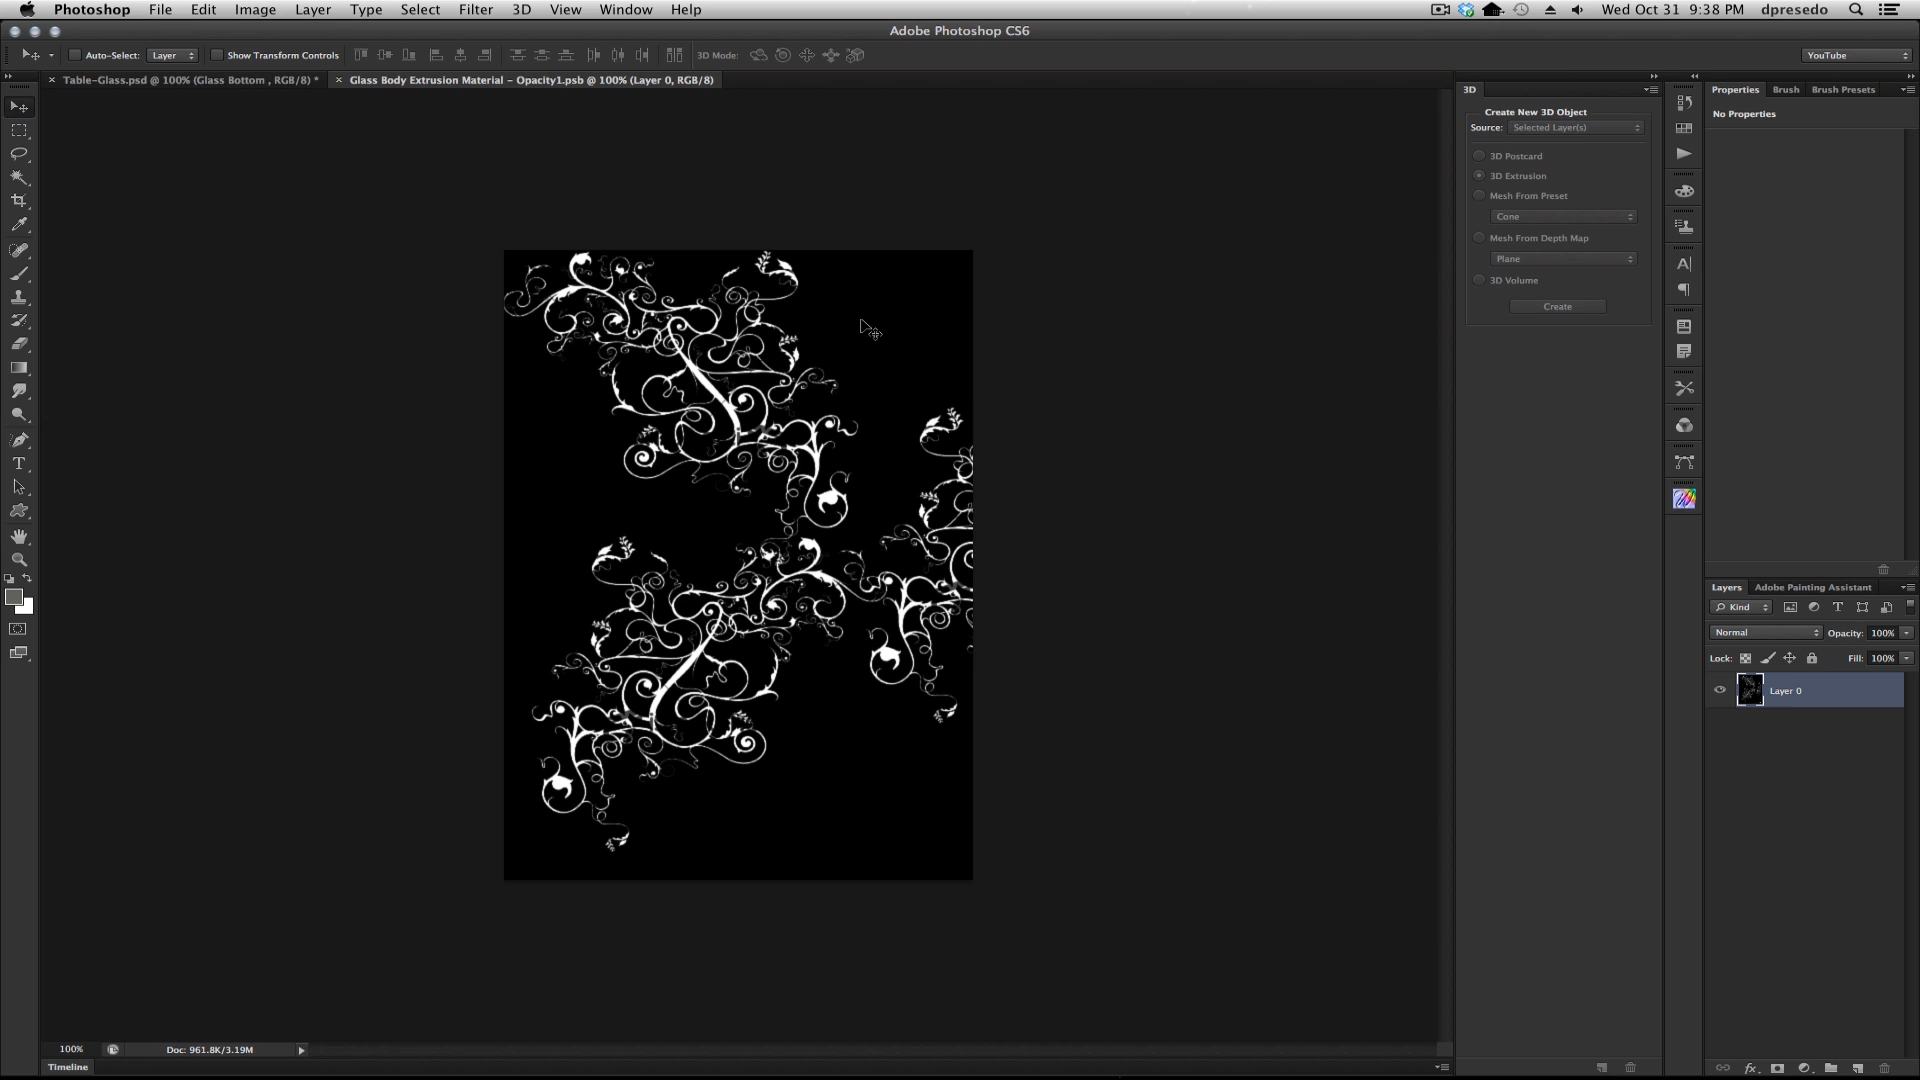 Photoshop File Edit Image Layer Type Select Filter 3D View Window Help Wed Oct 31 9:38 PM dpresedo
Adobe Photoshop CS6
Auto-Select: Layer Show Transform Controls 3D Mode: YouTube
Table-Glass.psd @ 100% (Glass Bottom , RGB/8) * Glass Body Extrusion Material - Opacity1.psb @ 100% (Layer 0, RGB/8)
3D
Create New 3D Object
Source: Selected Layer(s)
3D Postcard
3D Extrusion
Mesh From Preset
Cone
Mesh From Depth Map
Plane
3D Volume
Create
Properties Brush Brush Presets
No Properties
Layers Adobe Painting Assistant
Kind
Normal Opacity: 100%
Lock: Fill: 100%
Layer 0
100% Doc: 961.8K/3.19M
Timeline